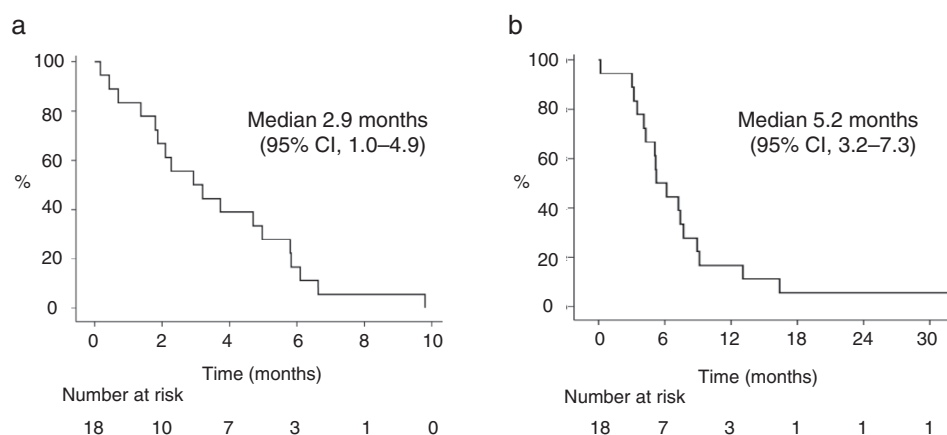 a
100
80
60
40
20
0
%
Median 2.9 months
(95% CI, 1.0–4.9)
0 2 4 6 8 10
Time (months)
Number at risk
18 10 7 3 1 0
b
100
80
60
40
20
0
%
Median 5.2 months
(95% CI, 3.2–7.3)
0 6 12 18 24 30
Time (months)
Number at risk
18 7 3 1 1 1